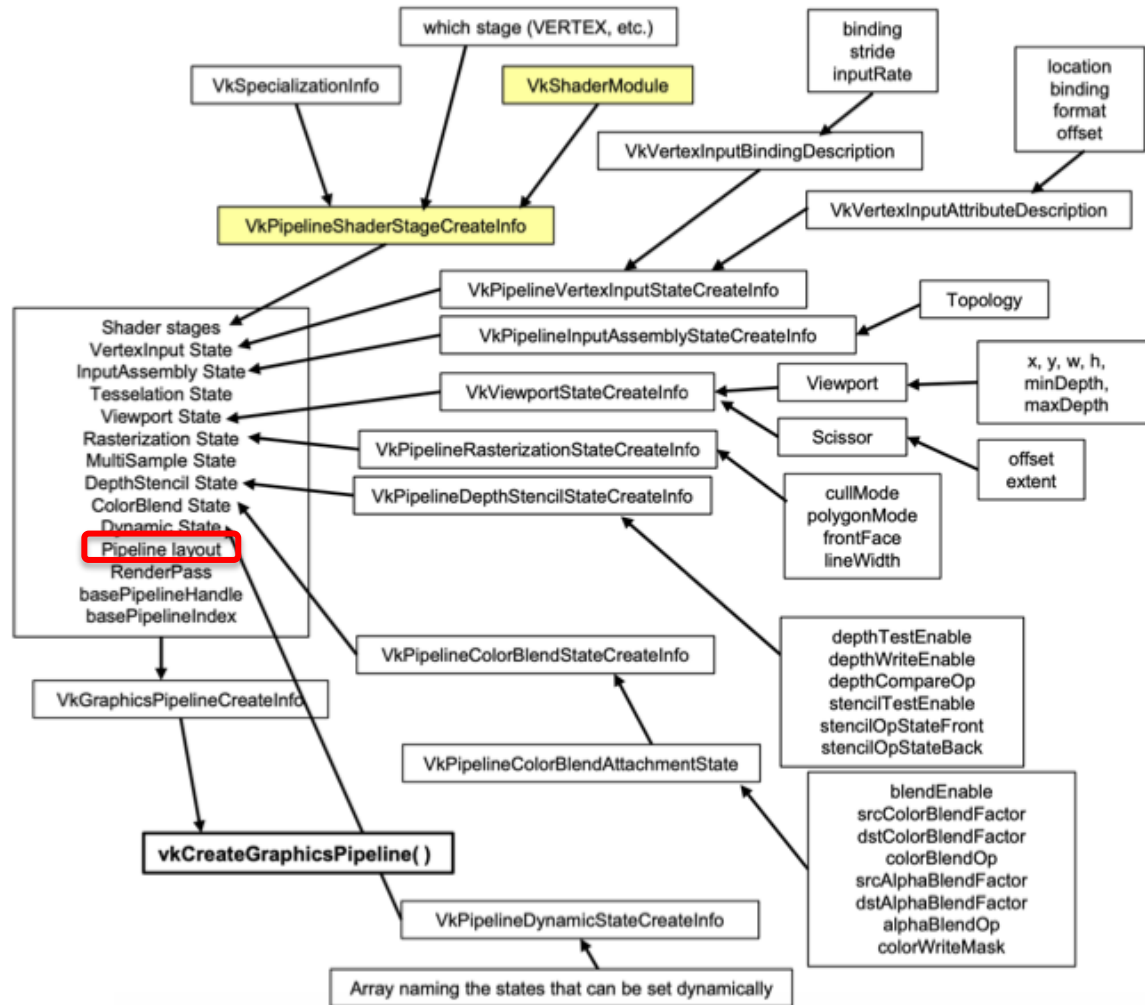 which stage (VERTEX, etc.)
VkSpecializationInfo
VkShaderModule
binding
stride
inputRate
location
binding
format
offset
VkVertexInputBindingDescription
VkVertexInputAttributeDescription
VkPipelineShaderStageCreateInfo
VkPipelineVertexInputStateCreateInfo
Topology
VkPipelineInputAssemblyStateCreateInfo
Shader stages
VertexInput State
InputAssembly State
Tesselation State
Viewport State
Rasterization State
MultiSample State
DepthStencil State
ColorBlend State
Dynamic State
Pipeline layout
RenderPass
basePipelineHandle
basePipelineIndex
VkViewportStateCreateInfo
Viewport
x, y, w, h,
minDepth,
maxDepth
Scissor
offset
extent
VkPipelineRasterizationStateCreateInfo
cullMode
polygonMode
frontFace
lineWidth
VkPipelineDepthStencilStateCreateInfo
depthTestEnable
depthWriteEnable
depthCompareOp
stencilTestEnable
stencilOpStateFront
stencilOpStateBack
VkPipelineColorBlendStateCreateInfo
VkGraphicsPipelineCreateInfo
VkPipelineColorBlendAttachmentState
blendEnable
srcColorBlendFactor
dstColorBlendFactor
colorBlendOp
srcAlphaBlendFactor
dstAlphaBlendFactor
alphaBlendOp
colorWriteMask
vkCreateGraphicsPipeline( )
VkPipelineDynamicStateCreateInfo
Array naming the states that can be set dynamically